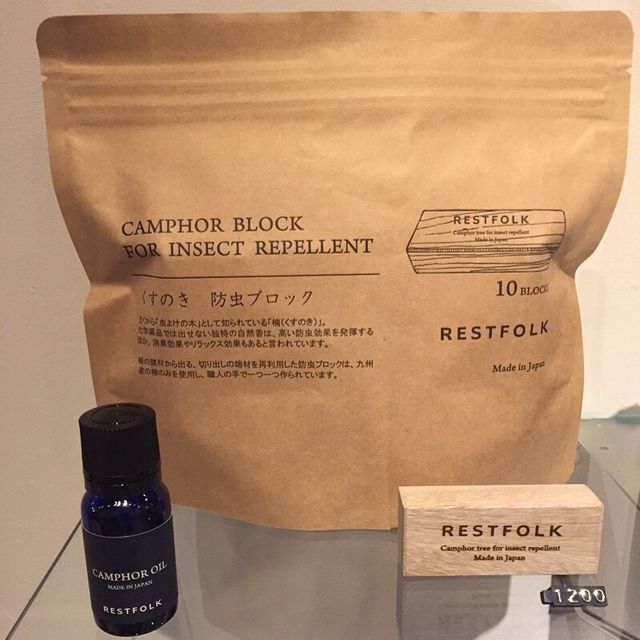 CAMPHOR BLOCK
FOR INSECT REPELLENT
くすのき 防虫ブロック
古くから「虫よけの木」として知られている「楠(くすのき)」。
化学薬品では出せない独特の自然香は、高い防虫効果を発揮する
ほか、消臭効果やリラックス効果もあると言われています。
楠の建材から出る、切り出しの端材を再利用した防虫ブロックは、九州
産の楠のみを使用し、職人の手で一つ一つ作られています。
RESTFOLK
Camphor tree for insect repellent
Made in Japan
10 BLOCKS
RESTFOLK
Made in Japan
CAMPHOR OIL
MADE IN JAPAN
RESTFOLK
RESTFOLK
Camphor tree for insect repellent
Made in Japan
1200